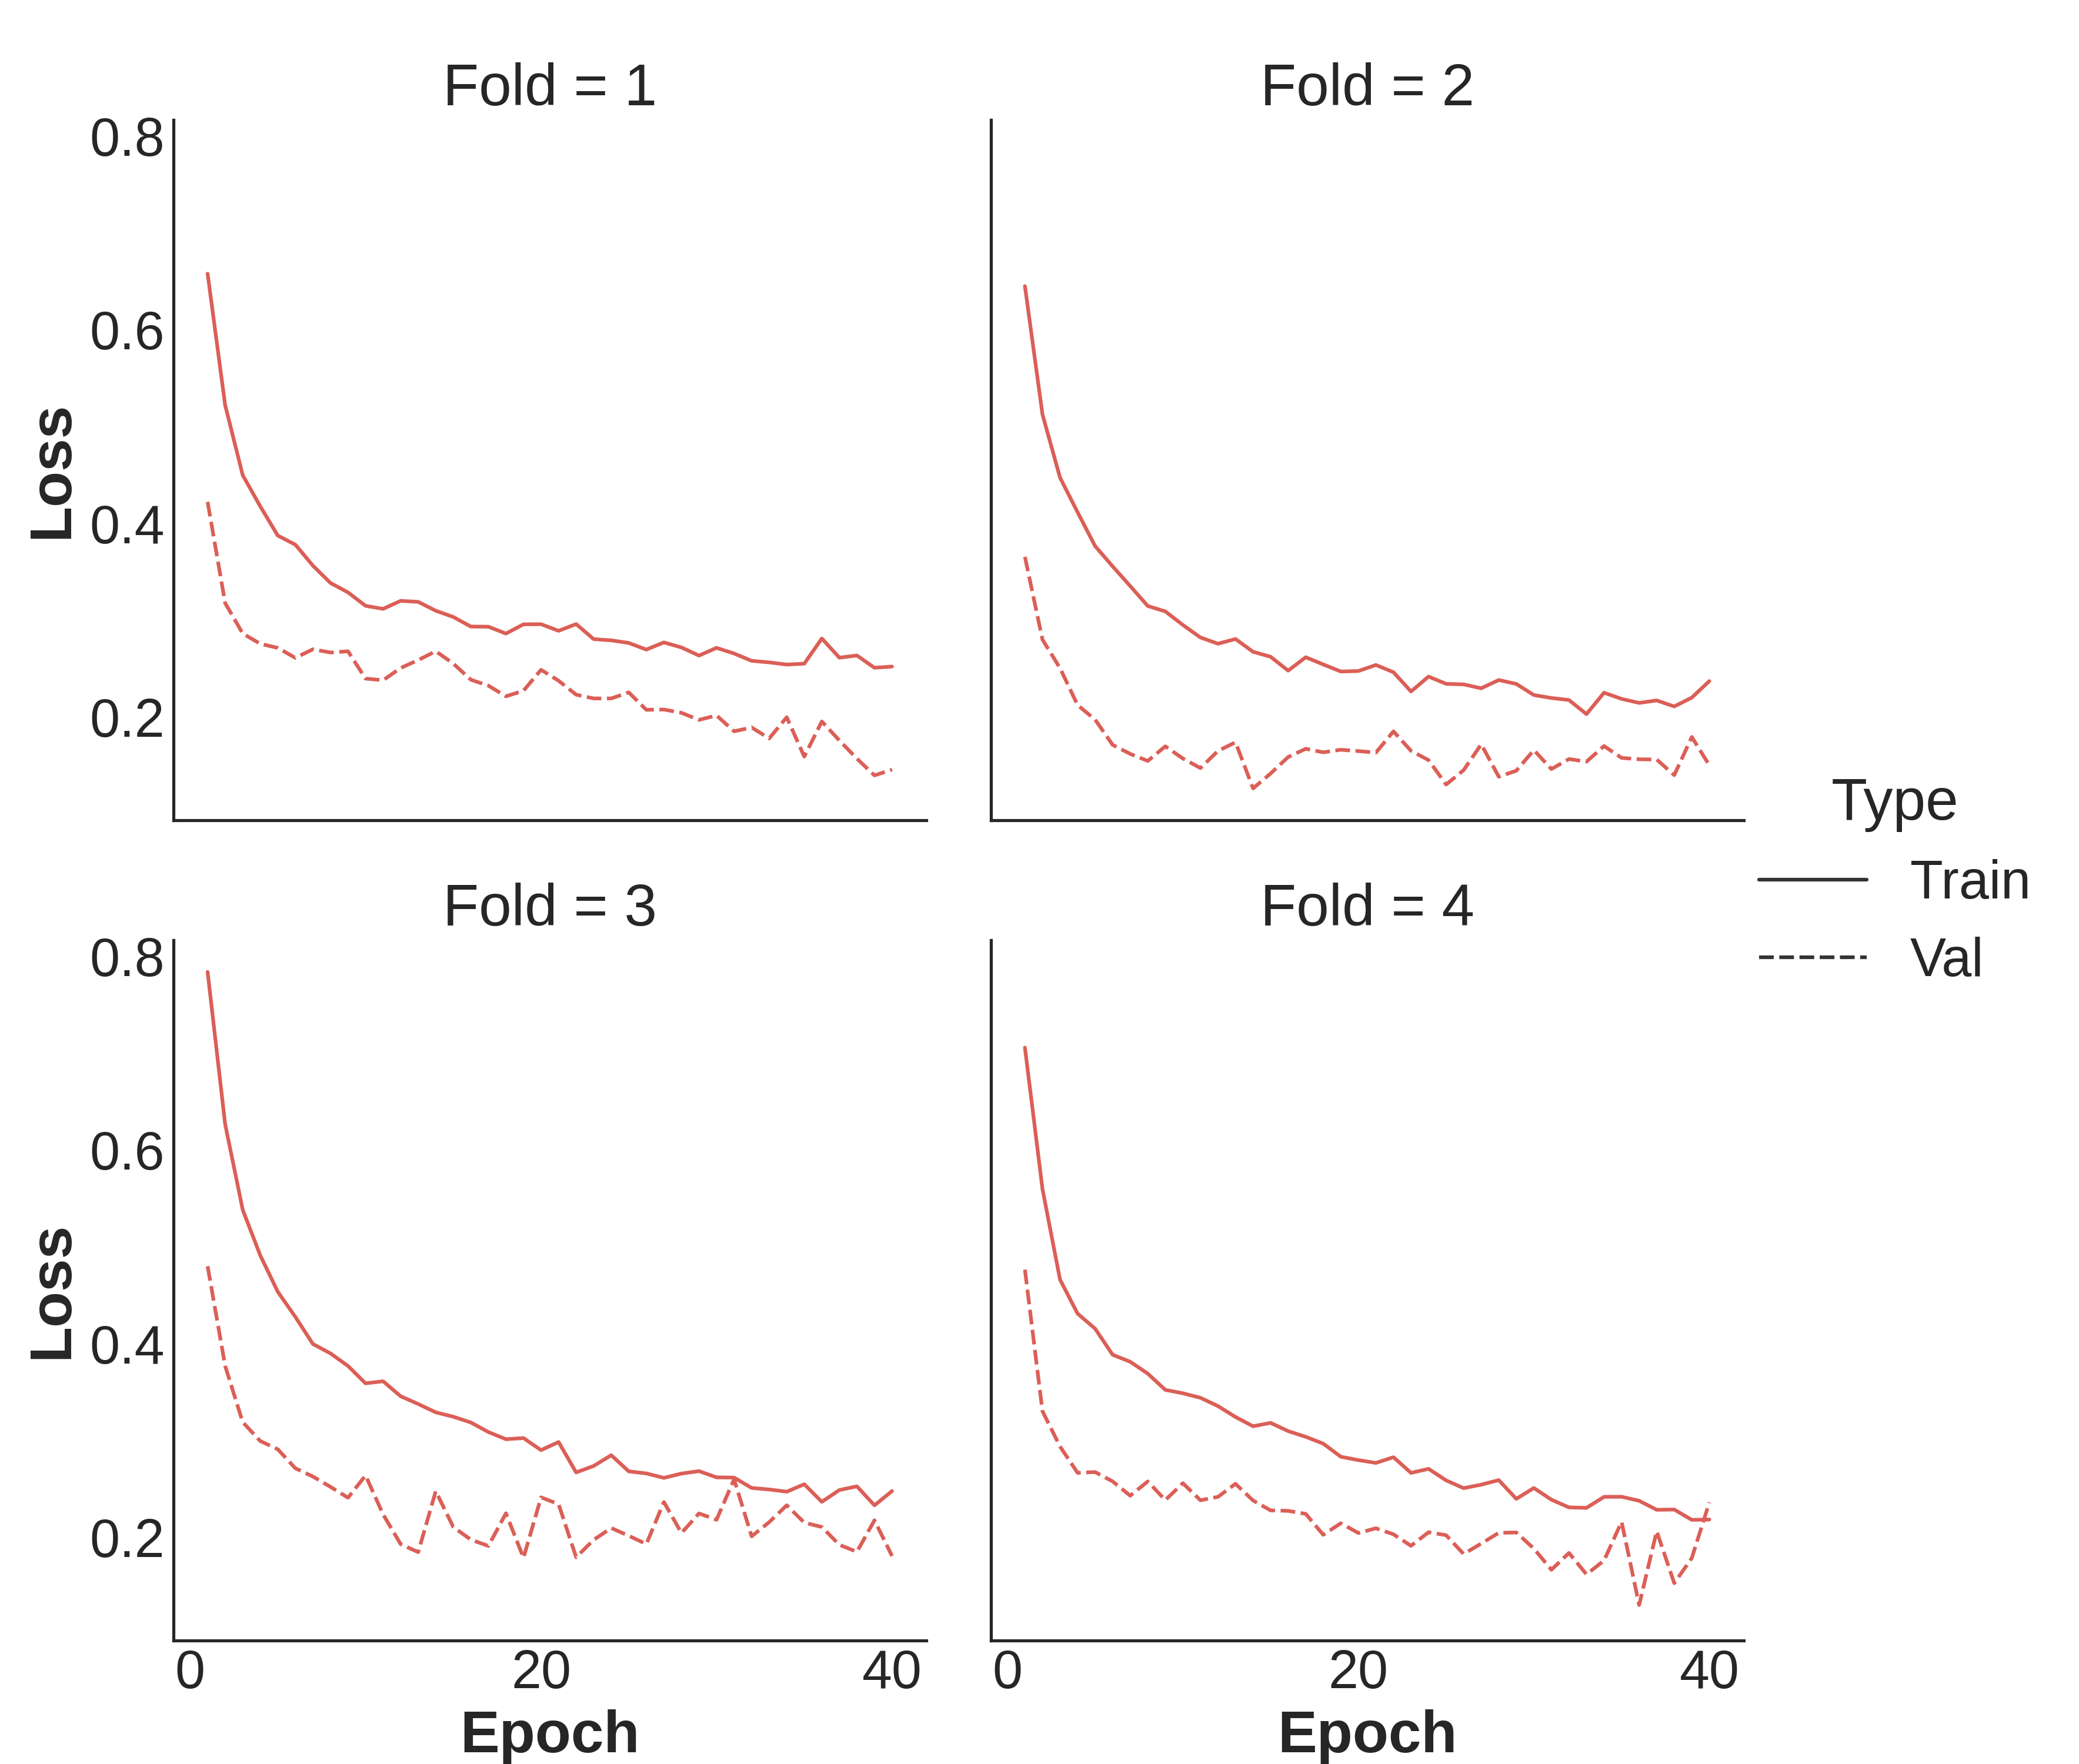 Fold = 1
Fold = 2
0.8
0.6
0.4
0.2
Loss
Type
Train
Val
Fold = 3
Fold = 4
0.8
0.6
0.4
0.2
Loss
0
20
40
0
20
40
Epoch
Epoch